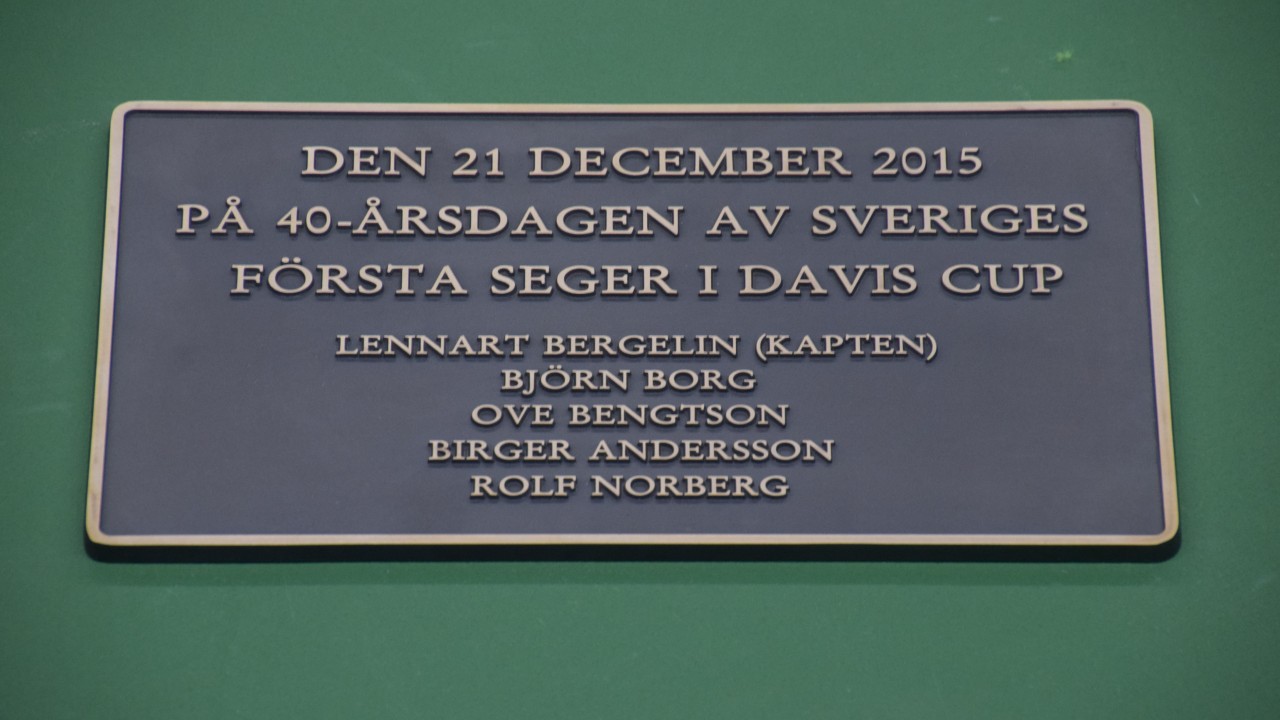 DEN 21 DECEMBER 2015
PÅ 40-ÅRSDAGEN AV SVERIGES
FÖRSTA SEGER I DAVIS CUP
LENNART BERGELIN (KAPTEN)
BJÖRN BORG
OVE BENGTSON
BIRGER ANDERSSON
ROLF NORBERG